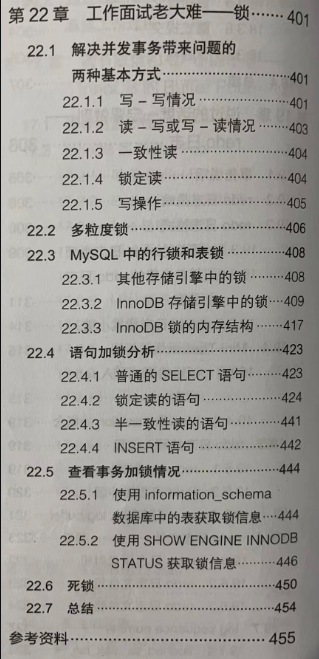 第 22 章 工作面试老大难——锁……401
22.1 解决并发事务带来问题的
两种基本方式……401
22.1.1 写 – 写情况……401
22.1.2 读 – 写或写 – 读情况……403
22.1.3 一致性读……404
22.1.4 锁定读……404
22.1.5 写操作……405
22.2 多粒度锁……406
22.3 MySQL 中的行锁和表锁……408
22.3.1 其他存储引擎中的锁……408
22.3.2 InnoDB 存储引擎中的锁……409
22.3.3 InnoDB 锁的内存结构……417
22.4 语句加锁分析……423
22.4.1 普通的 SELECT 语句……423
22.4.2 锁定读的语句……424
22.4.3 半一致性读的语句……441
22.4.4 INSERT 语句……442
22.5 查看事务加锁情况……444
22.5.1 使用 information_schema
数据库中的表获取锁信息……444
22.5.2 使用 SHOW ENGINE INNODB
STATUS 获取锁信息……446
22.6 死锁……450
22.7 总结……454
参考资料……455